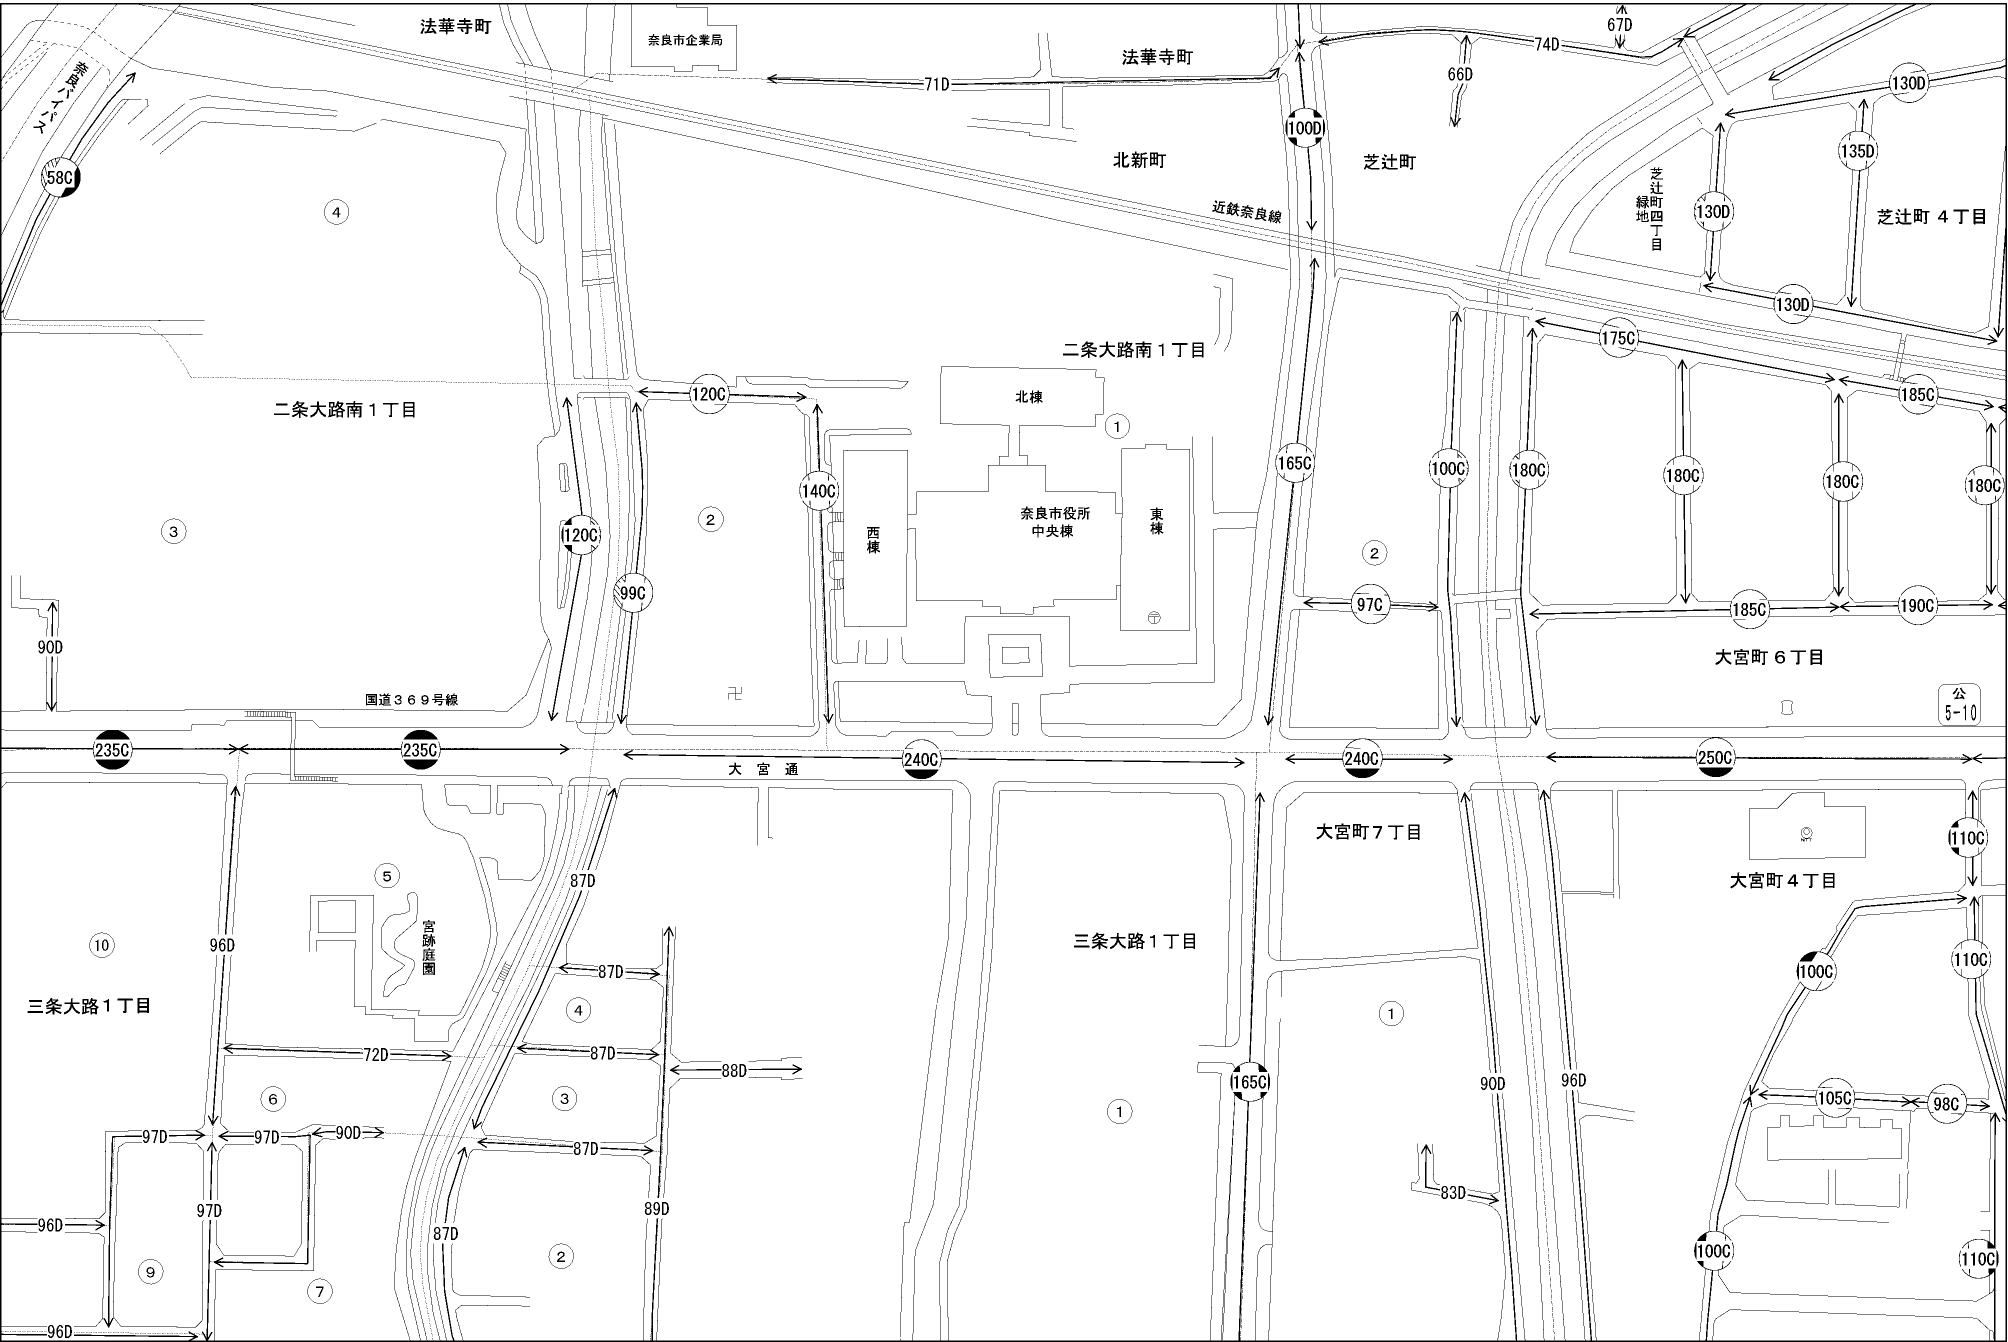 法華寺町
奈良市企業局
法華寺町
67D
74D
66D
71D
130D
奈良バイパス
100D
135D
58C
北新町
芝辻町
芝辻町四丁目
緑地
130D
芝辻町４丁目
④
近鉄奈良線
130D
二条大路南１丁目
175C
120C
北棟
185C
二条大路南１丁目
①
140C
165C
100C
180C
180C
180C
180C
③
②
奈良市役所
中央棟
東棟
西棟
120C
②
99C
97C
185C
190C
〒
90D
大宮町６丁目
卍
国道３６９号線
公
5-10
235C
235C
大宮通
240C
240C
250C
大宮町７丁目
110C
NTT
⑤
87D
大宮町４丁目
宮跡庭園
⑩
96D
三条大路１丁目
110C
87D
100C
三条大路１丁目
④
①
72D
87D
88D
165C
90D
96D
⑥
③
①
105C
98C
97D
97D
90D
87D
83D
97D
89D
96D
87D
②
100C
110C
⑨
⑦
96D